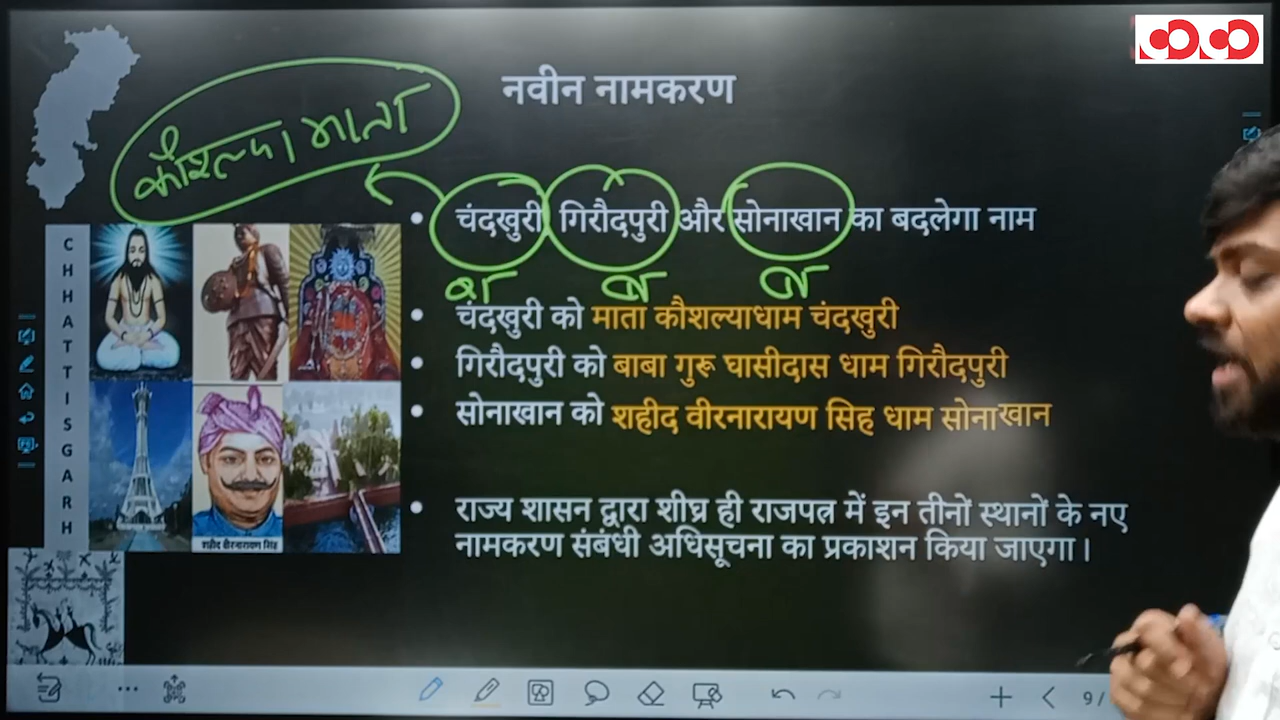 नवीन नामकरण
कौशल्या माता
• चंदखुरी गिरौदपुरी और सोनाखान का बदलेगा नाम
• चंदखुरी को माता कौशल्याधाम चंदखुरी
• गिरौदपुरी को बाबा गुरू घासीदास धाम गिरौदपुरी
• सोनाखान को शहीद वीरनारायण सिंह धाम सोनाखान
• राज्य शासन द्वारा शीघ्र ही राजपत्र में इन तीनों स्थानों के नए
नामकरण संबंधी अधिसूचना का प्रकाशन किया जाएगा।
CHHATTISGARH
शहीद वीरनारायण सिंह
9/